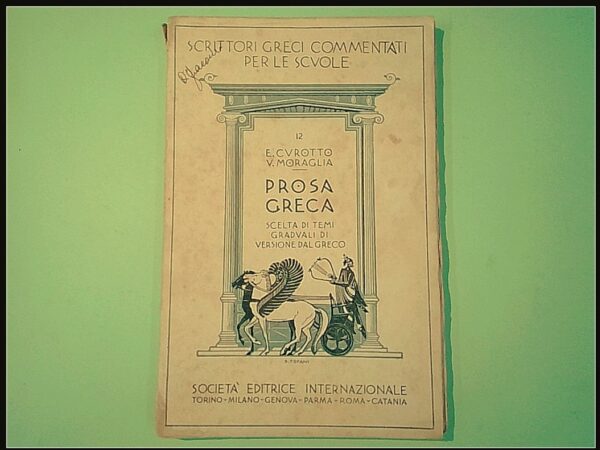 SCRITTORI GRECI COMMENTATI
PER LE SCVOLE
12
E. CVROTTO
V. MORAGLIA
PROSA
GRECA
SCELTA DI TEMI
GRADVALI DI
VERSIONE DAL GRECO
SOCIETÀ EDITRICE INTERNAZIONALE
TORINO-MILANO-GENOVA-PARMA-ROMA-CATANIA